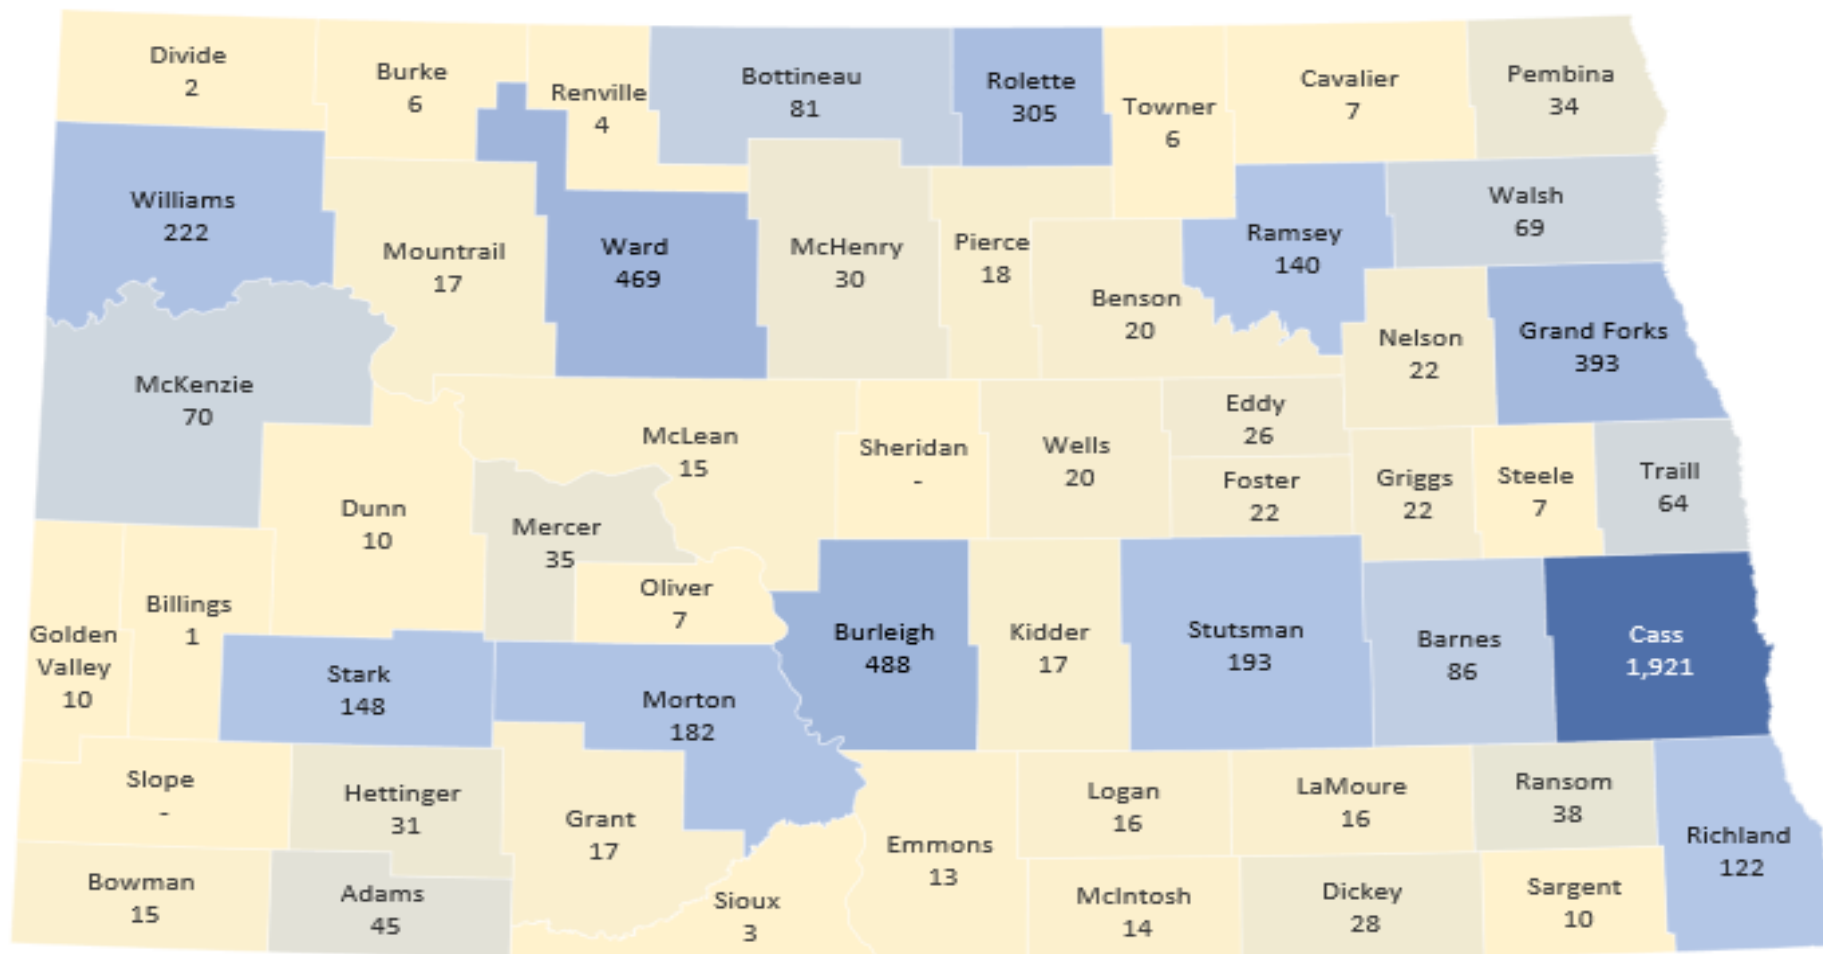 Divide
2
Burke
6
Renville
4
Bottineau
81
Rolette
305
Towner
6
Cavalier
7
Pembina
34
Williams
222
Mountrail
17
Ward
469
McHenry
30
Pierce
18
Benson
20
Ramsey
140
Walsh
69
Nelson
22
Grand Forks
393
McKenzie
70
Dunn
10
McLean
15
Mercer
35
Oliver
7
Sheridan
-
Wells
20
Eddy
26
Foster
22
Griggs
22
Steele
7
Traill
64
Golden
Valley
10
Billings
1
Stark
148
Morton
182
Burleigh
488
Kidder
17
Stutsman
193
Barnes
86
Cass
1,921
Slope
-
Hettinger
31
Grant
17
Emmons
13
Logan
16
LaMoure
16
Ransom
38
Richland
122
Bowman
15
Adams
45
Sioux
3
McIntosh
14
Dickey
28
Sargent
10